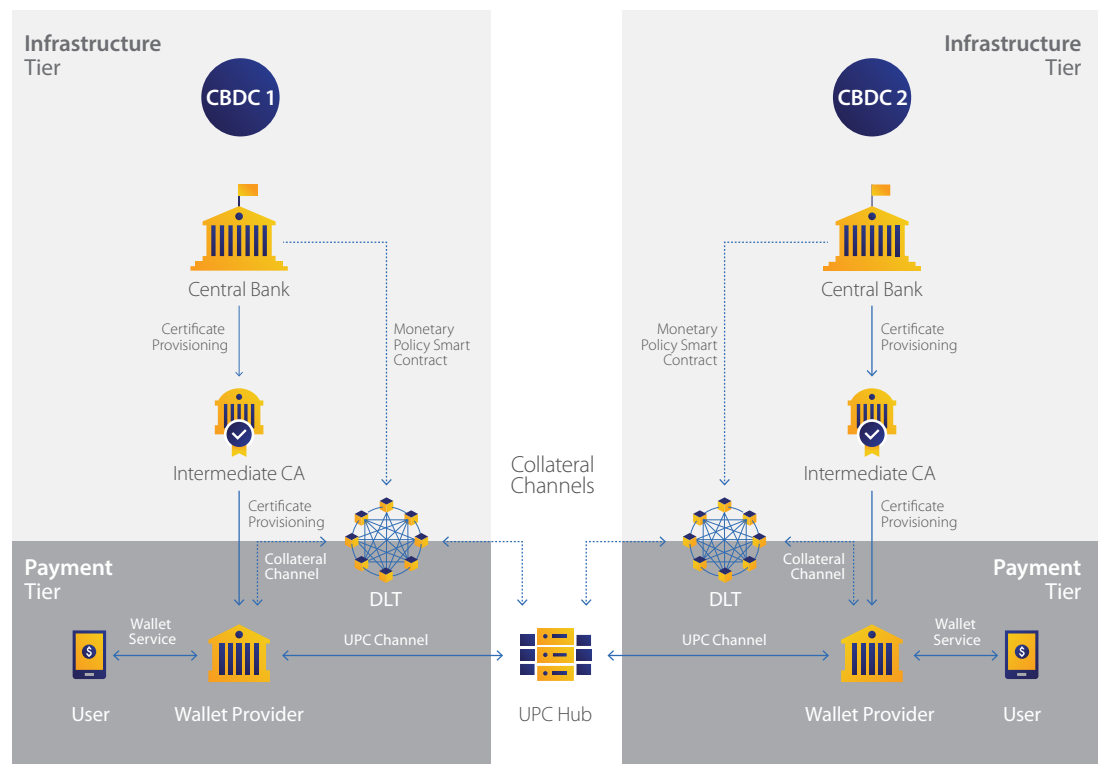 Infrastructure
Tier
CBDC 1
Central Bank
Certificate
Provisioning
Monetary
Policy Smart
Contract
Intermediate CA
Certificate
Provisioning
Payment
Tier
Collateral
Channel
DLT
Wallet
Service
$
UPC Channel
User
Wallet Provider
Collateral
Channels
UPC Hub
Infrastructure
Tier
CBDC 2
Central Bank
Monetary
Policy Smart
Contract
Certificate
Provisioning
Intermediate CA
Certificate
Provisioning
Payment
Tier
Collateral
Channel
DLT
UPC Channel
Wallet
Service
$
Wallet Provider
User